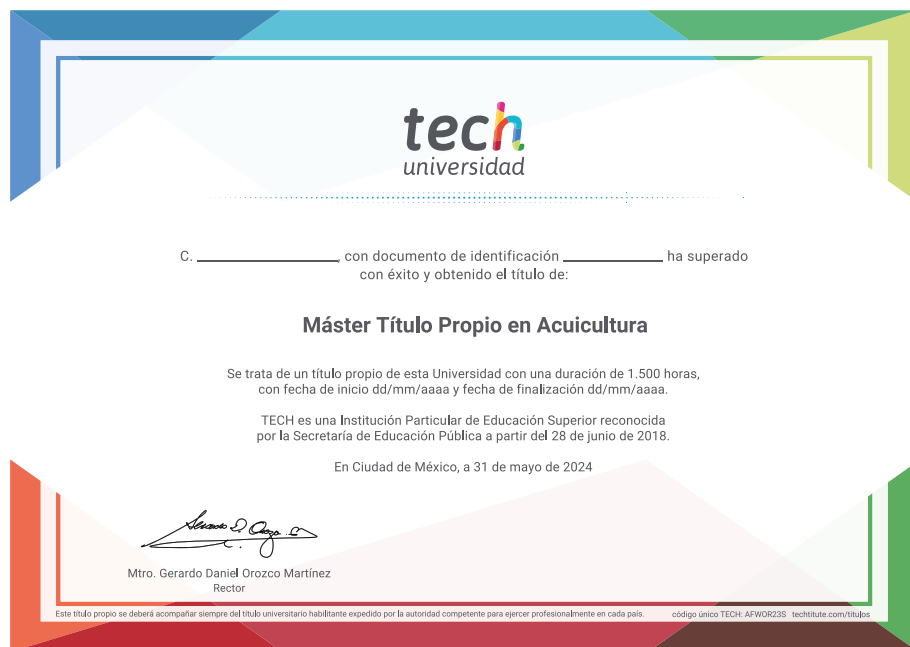 tech
universidad
C. ____________, con documento de identificación ____________ ha superado
con éxito y obtenido el título de:
Máster Título Propio en Acuicultura
Se trata de un título propio de esta Universidad con una duración de 1.500 horas,
con fecha de inicio dd/mm/aaaa y fecha de finalización dd/mm/aaaa.
TECH es una Institución Particular de Educación Superior reconocida
por la Secretaría de Educación Pública a partir del 28 de junio de 2018.
En Ciudad de México, a 31 de mayo de 2024
Mtro. Gerardo Daniel Orozco Martínez
Rector
Este título propio se deberá acompañar siempre del título universitario habilitante expedido por la autoridad competente para ejercer profesionalmente en cada país. código único TECH: AFWOR23S techtitute.com/titulos